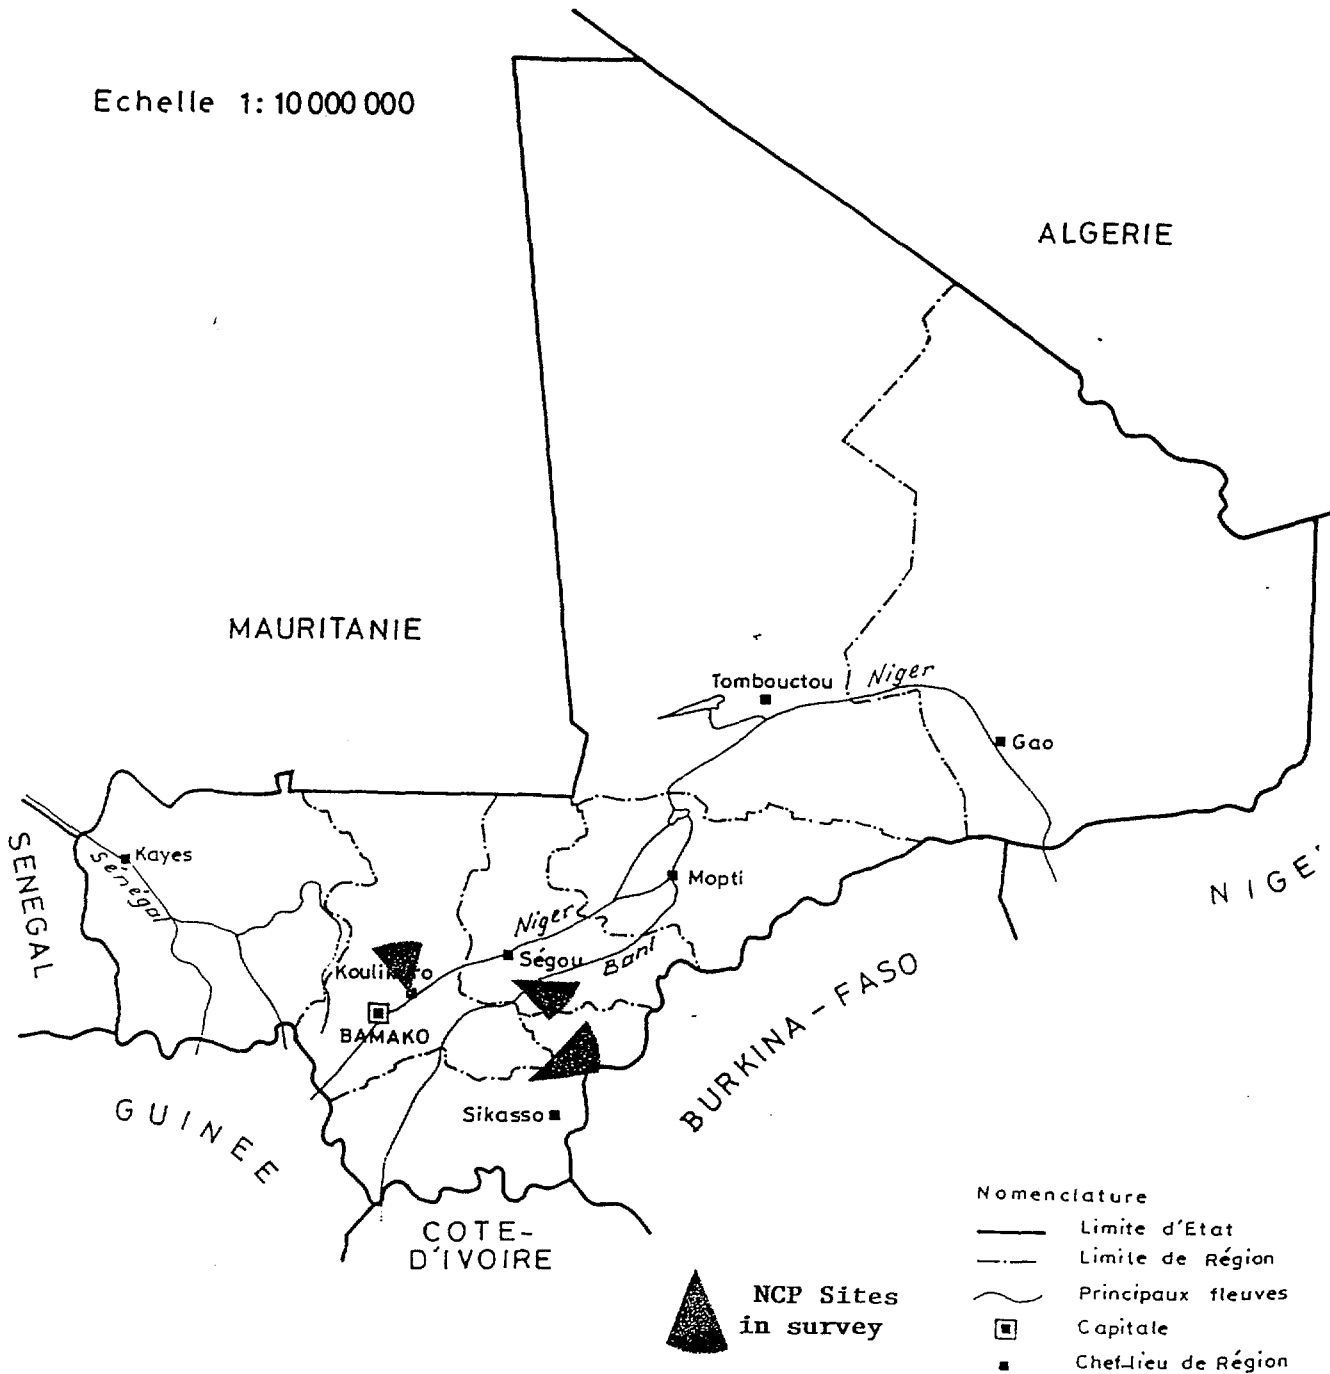 Echelle 1: 10 000 000
ALGERIE
MAURITANIE
Tombouctou
Niger
Gao
SENEGAL
Kayes
Sénégal
Mopti
NIGE
Niger
Ségou
Bani
Koulikoro
BAMAKO
BURKINA-FASO
GUINEE
Sikasso
COTE-
D'IVOIRE
Nomenclature
Limite d'Etat
Limite de Région
Principaux fleuves
Capitale
Chef-lieu de Région
NCP Sites
in survey